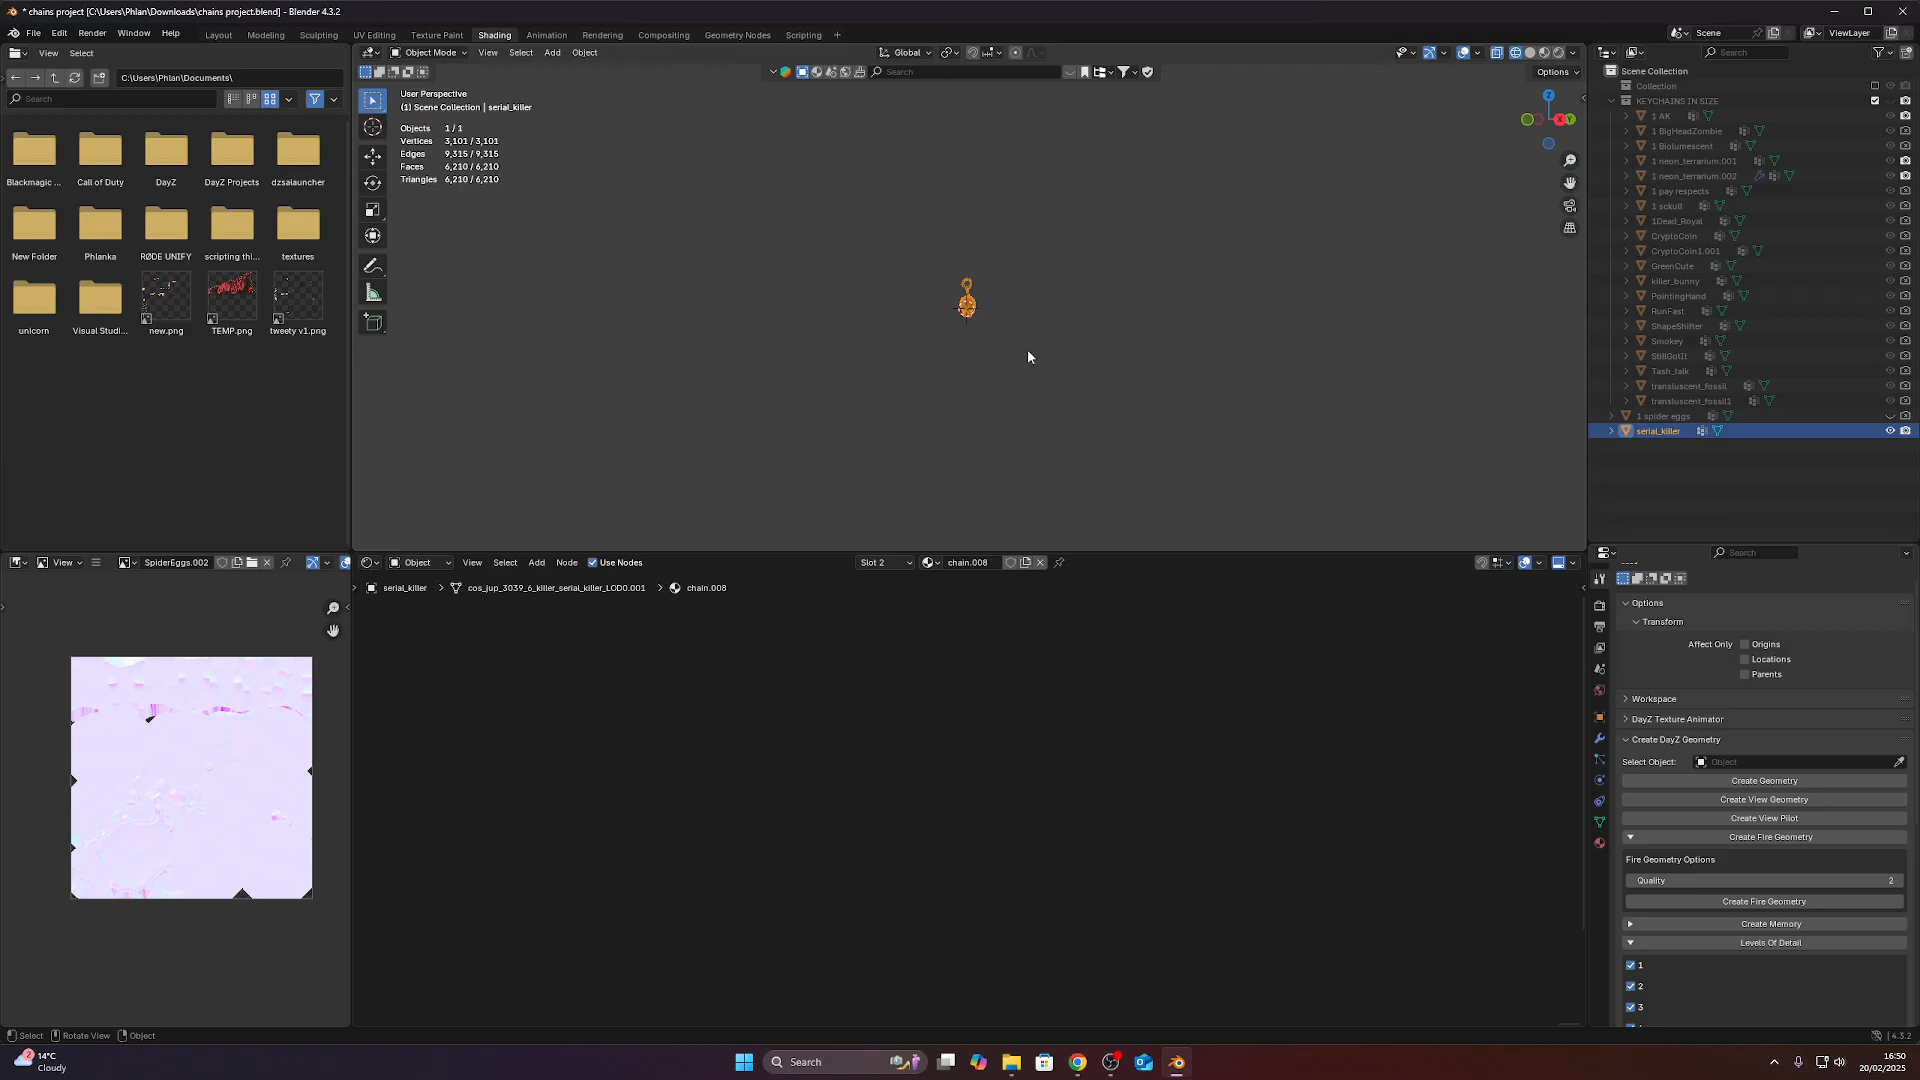 * chains project [C:\Users\Phlan\Downloads\chains project.blend] - Blender 4.3.2
File Edit Render Window Help
Layout Modeling Sculpting UV Editing Texture Paint Shading Animation Rendering Compositing Geometry Nodes Scripting +
Scene
ViewLayer
View Select
C:\Users\Phlan\Documents\
Search
Blackmagic ...
Call of Duty
DayZ
DayZ Projects
dzsalauncher
New Folder
Phlanka
RØDE UNIFY
scripting thi...
textures
unicorn
Visual Studi...
new.png
TEMP.png
tweety v1.png
Object Mode View Select Add Object
Global
Search
Options
User Perspective
(1) Scene Collection | serial_killer
Objects 1 / 1
Vertices 3,101 / 3,101
Edges 9,315 / 9,315
Faces 6,210 / 6,210
Triangles 6,210 / 6,210
Z
X
Y
Search
Scene Collection
Collection
KEYCHAINS IN SIZE
1 AK
1 BigHeadZombie
1 Biolumescent
1 neon_terrarium.001
1 neon_terrarium.002
1 pay respects
1 sckull
1Dead_Royal
CryptoCoin
CryptoCoin1.001
GreenCute
killer_bunny
PointingHand
RunFast
ShapeShifter
Smokey
StillGotIt
Tash_talk
transluscent_fossil
transluscent_fossil1
1 spider eggs
serial_killer
View
SpiderEggs.002
Object View Select Add Node Use Nodes
Slot 2
chain.008
serial_killer > cos_jup_3039_6_killer_serial_killer_LOD0.001 > chain.008
Search
Options
Transform
Affect Only Origins
Locations
Parents
Workspace
DayZ Texture Animator
Create DayZ Geometry
Select Object: Object
Create Geometry
Create View Geometry
Create View Pilot
Create Fire Geometry
Fire Geometry Options
Quality 2
Create Fire Geometry
Create Memory
Levels Of Detail
1
2
3
Select Rotate View Object
4.3.2
2
14°C
Cloudy
Search
16:50
20/02/2025